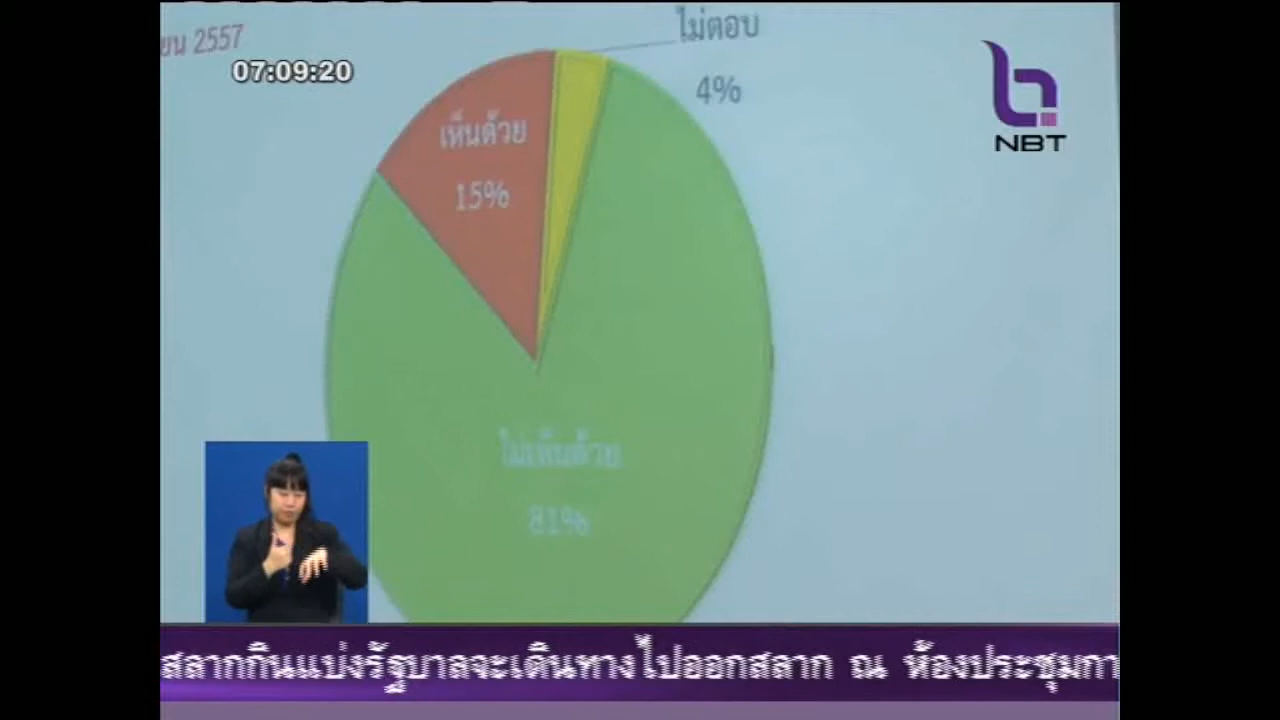 ยน 2557
07:09:20
ไม่ตอบ
4%
NBT
เห็นด้วย
15%
ไม่เห็นด้วย
81%
สลากกินแบ่งรัฐบาลจะเดินทางไปออกสลาก ณ ห้องประชุมกา